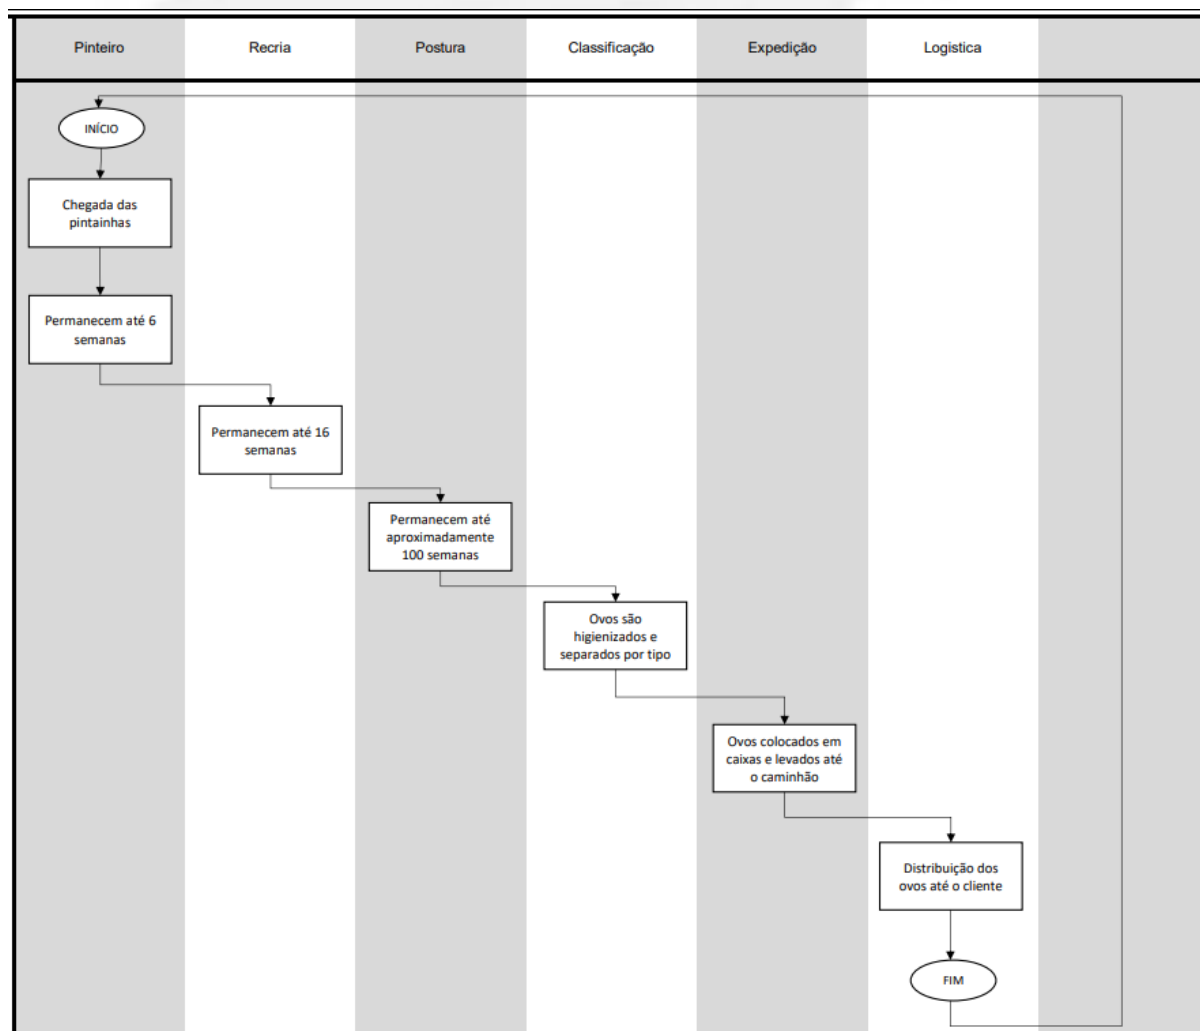 Pinteiro
Recria
Postura
Classificação
Expedição
Logistica
INÍCIO
Chegada das
pintainhas
Permanecem até 6
semanas
Permanecem até 16
semanas
Permanecem até
aproximadamente
100 semanas
Ovos são
higienizados e
separados por tipo
Ovos colocados em
caixas e levados até
o caminhão
Distribuição dos
ovos até o cliente
FIM